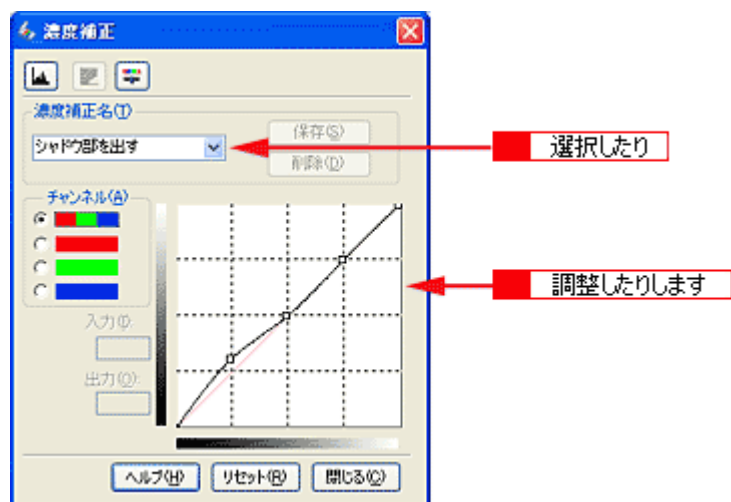 濃度補正
濃度補正名(T)
シャドウ部を出す
保存(S)
削除(D)
選択したり
チャンネル(A)
調整したりします
入力(I):
出力(O):
ヘルプ(H)
リセット(R)
閉じる(C)